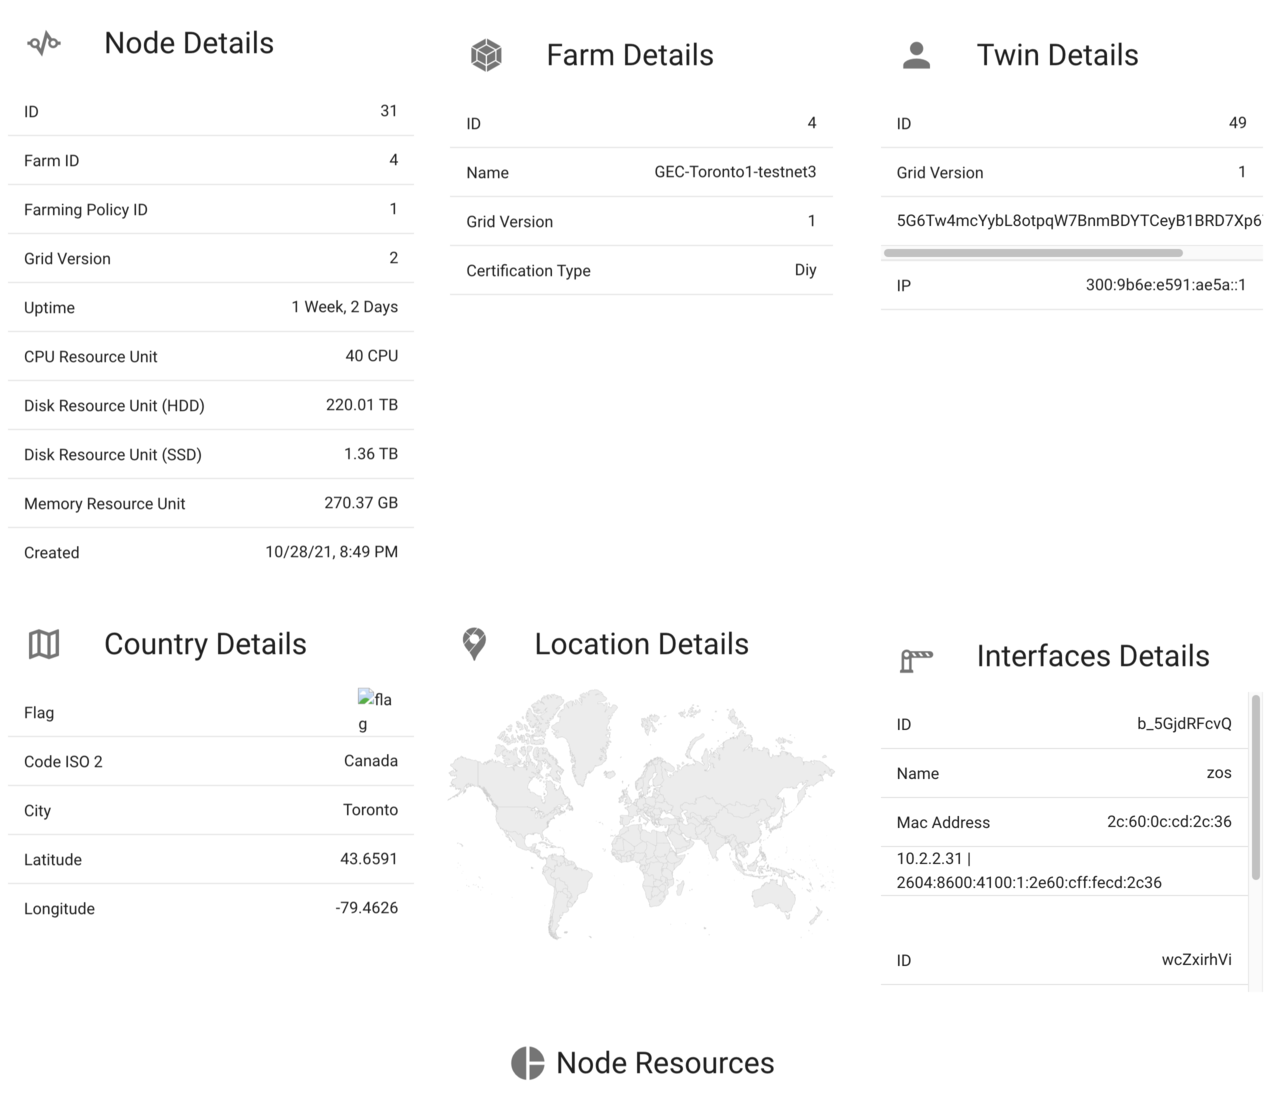 Node Details
ID 31
Farm ID 4
Farming Policy ID 1
Grid Version 2
Uptime 1 Week, 2 Days
CPU Resource Unit 40 CPU
Disk Resource Unit (HDD) 220.01 TB
Disk Resource Unit (SSD) 1.36 TB
Memory Resource Unit 270.37 GB
Created 10/28/21, 8:49 PM
Farm Details
ID 4
Name GEC-Toronto1-testnet3
Grid Version 1
Certification Type Diy
Twin Details
ID 49
Grid Version 1
5G6Tw4mcYybL8otpqW7BnmBDYTCeyB1BRD7Xp6
IP 300:9b6e:e591:ae5a::1
Country Details
Flag fla
g
Code ISO 2 Canada
City Toronto
Latitude 43.6591
Longitude -79.4626
Location Details
Interfaces Details
ID b_5GjdRFcvQ
Name zos
Mac Address 2c:60:0c:cd:2c:36
10.2.2.31 |
2604:8600:4100:1:2e60:cff:fecd:2c36
ID wcZxirhVi
Node Resources